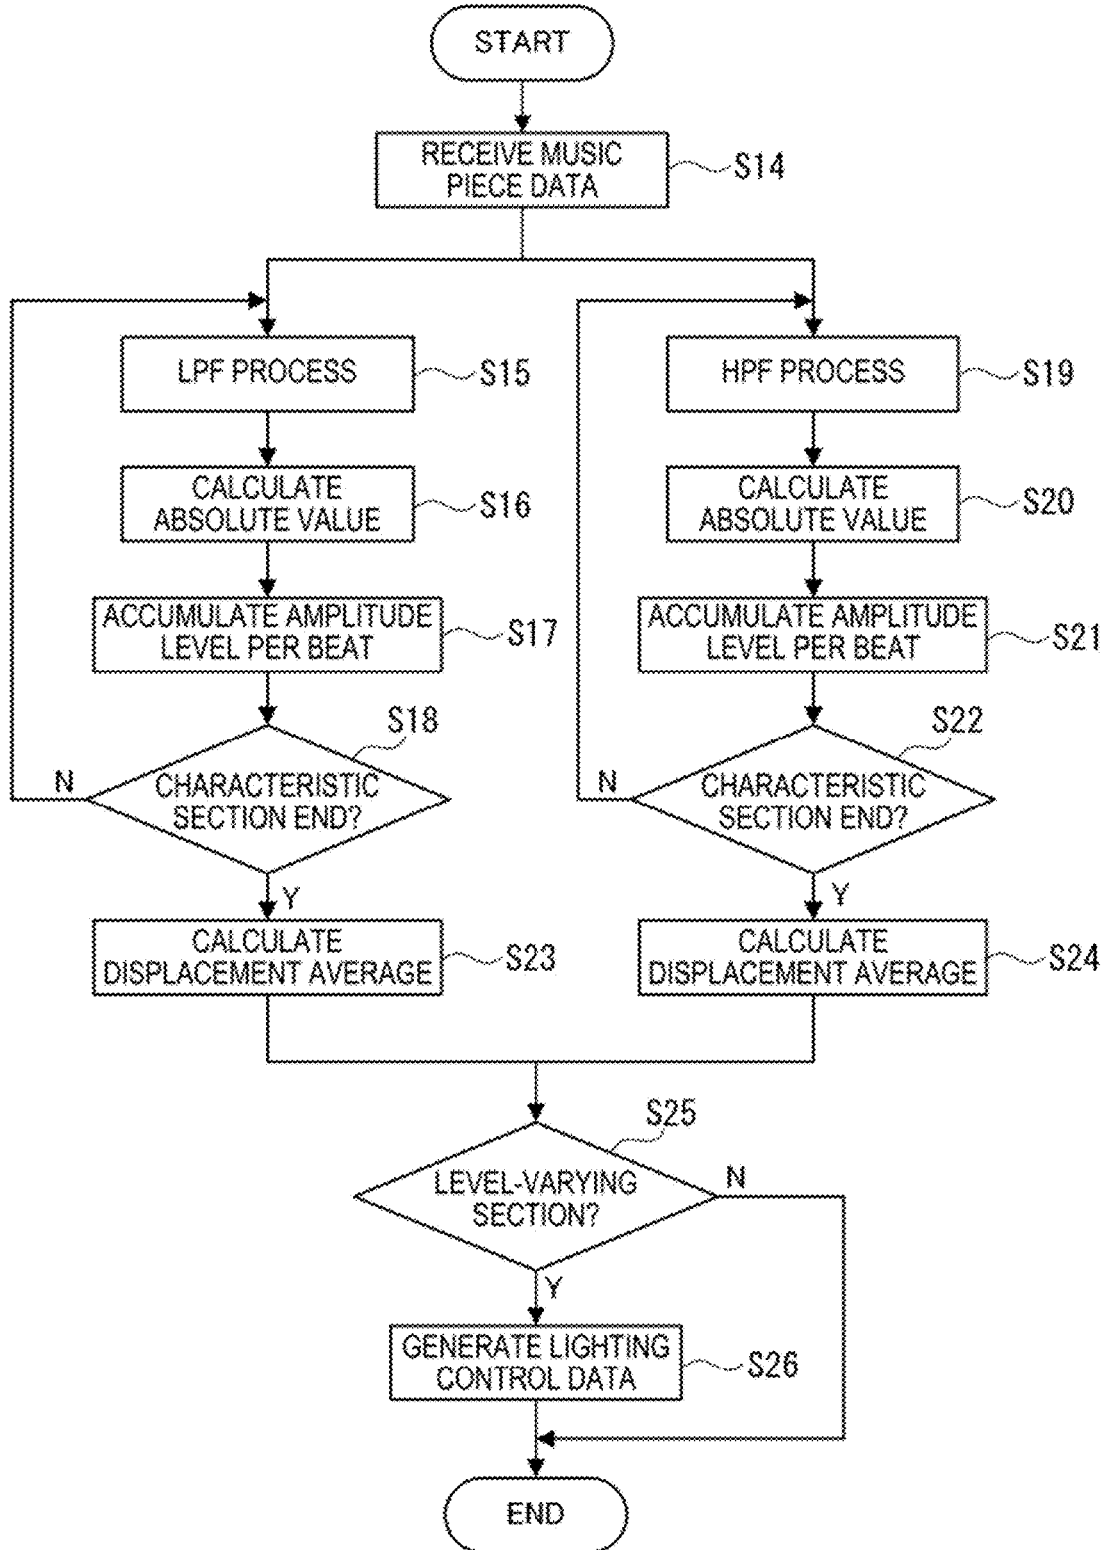 START
RECEIVE MUSIC
PIECE DATA
S14
LPF PROCESS
S15
HPF PROCESS
S19
CALCULATE
ABSOLUTE VALUE
S16
CALCULATE
ABSOLUTE VALUE
S20
ACCUMULATE AMPLITUDE
LEVEL PER BEAT
S17
ACCUMULATE AMPLITUDE
LEVEL PER BEAT
S21
S18
N
CHARACTERISTIC
SECTION END?
Y
S22
N
CHARACTERISTIC
SECTION END?
Y
CALCULATE
DISPLACEMENT AVERAGE
S23
CALCULATE
DISPLACEMENT AVERAGE
S24
S25
LEVEL-VARYING
SECTION?
N
Y
GENERATE LIGHTING
CONTROL DATA
S26
END